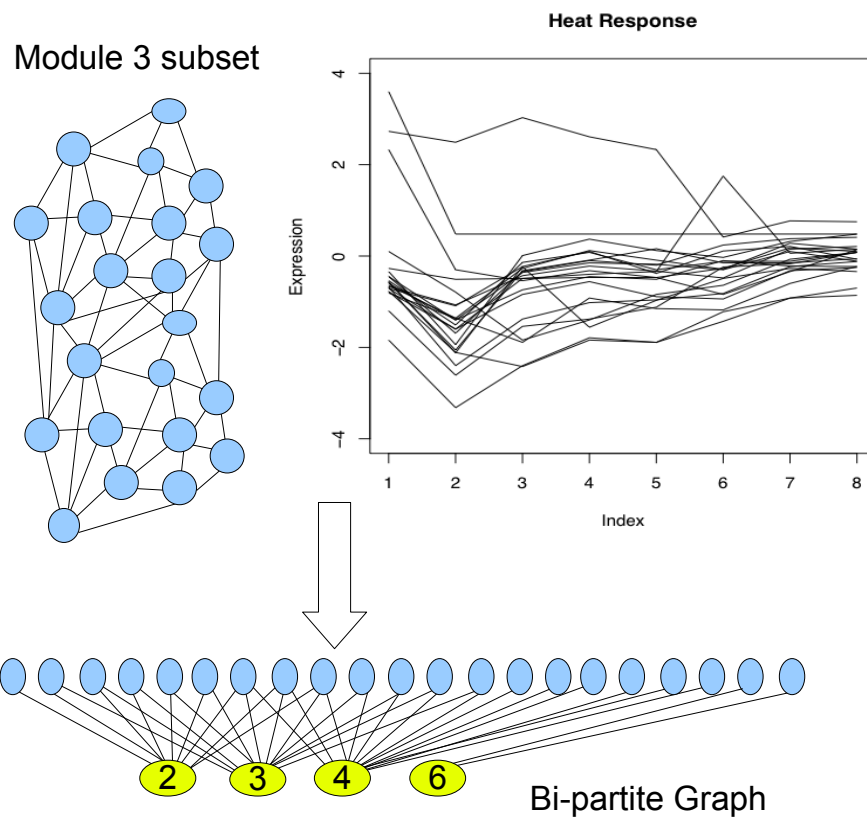 Heat Response
Module 3 subset
4
2
0
-2
-4
Expression
1 2 3 4 5 6 7 8
Index
2 3 4 6
Bi-partite Graph